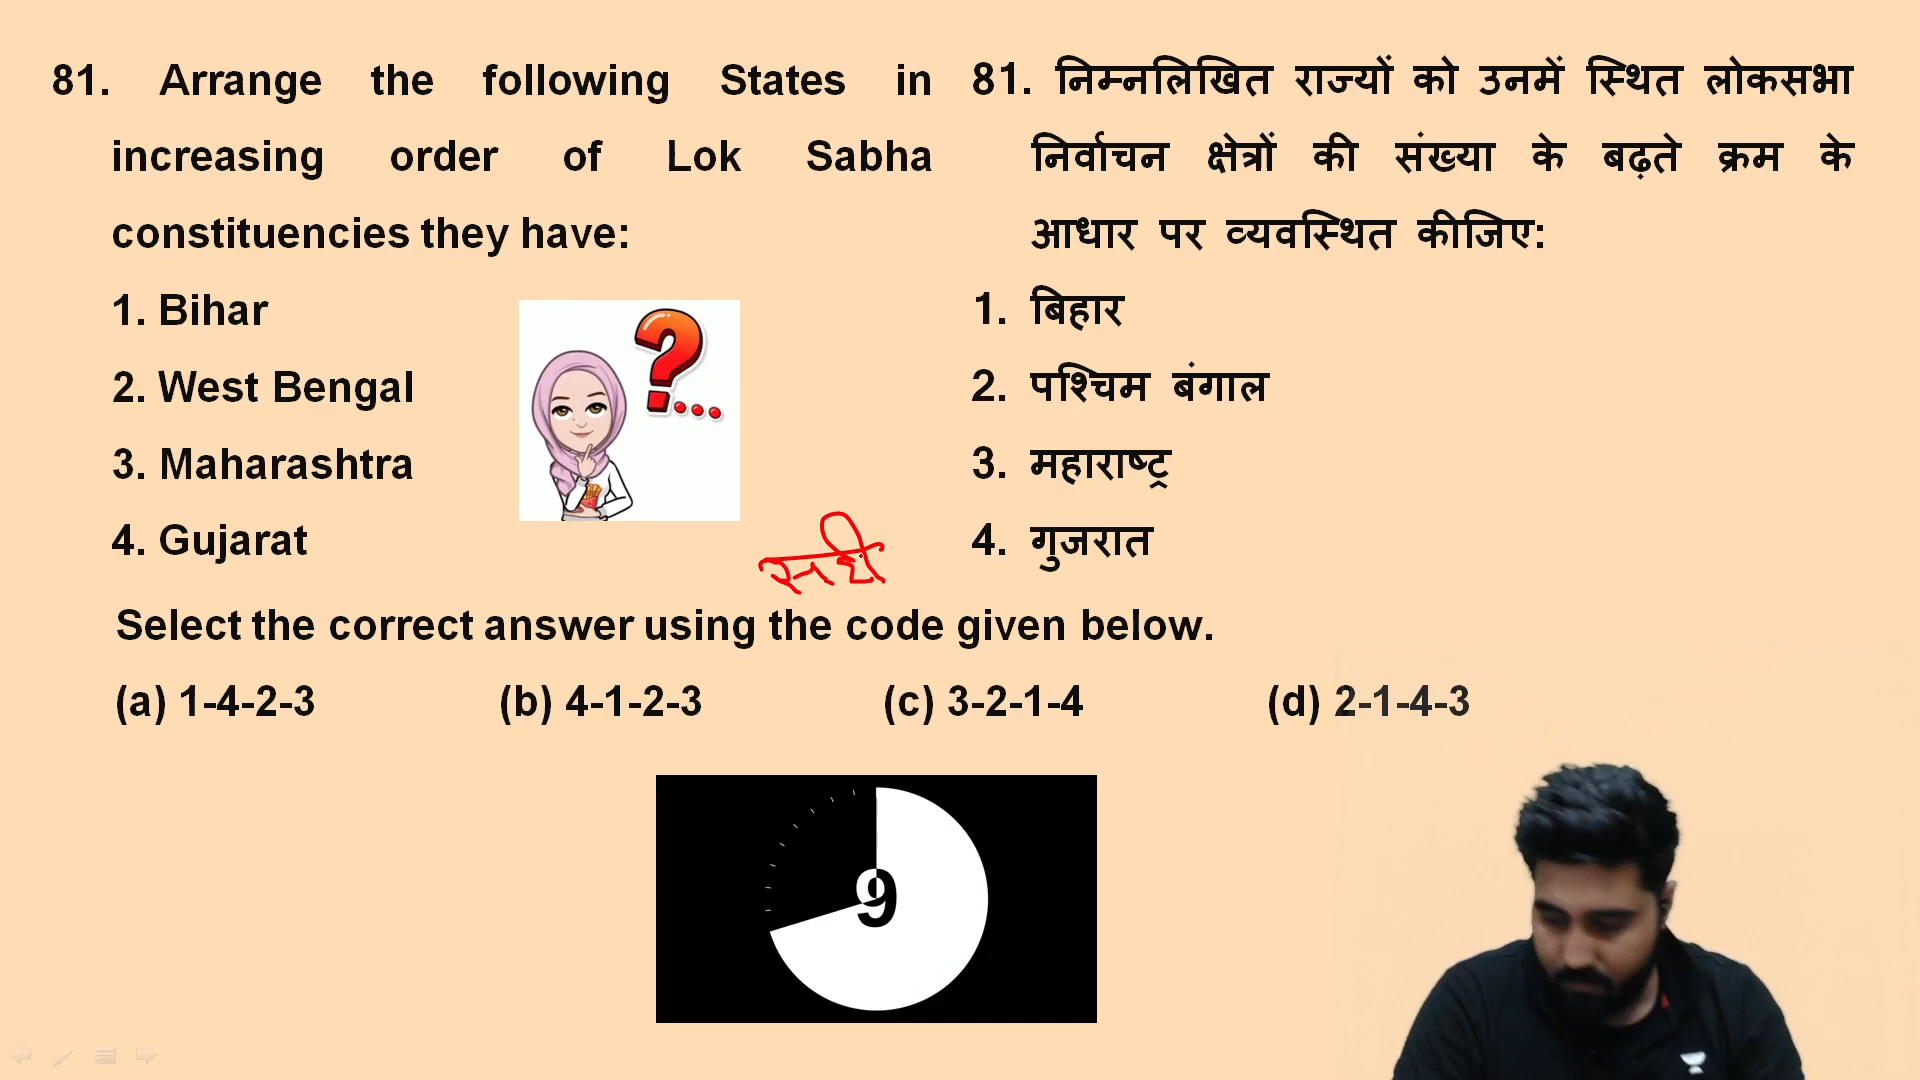 81. Arrange the following States in
increasing order of Lok Sabha
constituencies they have:
1. Bihar
2. West Bengal
3. Maharashtra
4. Gujarat
81. निम्नलिखित राज्यों को उनमें स्थित लोकसभा
निर्वाचन क्षेत्रों की संख्या के बढ़ते क्रम के
आधार पर व्यवस्थित कीजिए:
1. बिहार
2. पश्चिम बंगाल
3. महाराष्ट्र
4. गुजरात
Select the correct answer using the code given below.
(a) 1-4-2-3 (b) 4-1-2-3 (c) 3-2-1-4 (d) 2-1-4-3
9